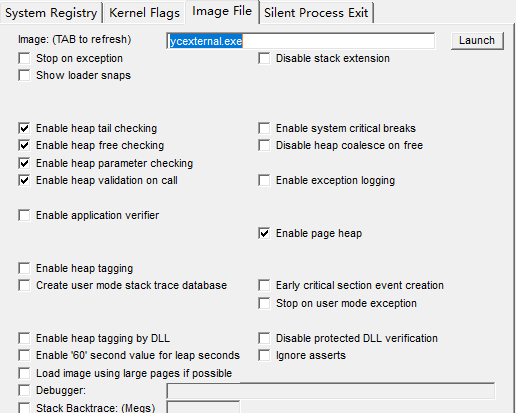 System Registry Kernel Flags Image File Silent Process Exit
Image: (TAB to refresh) ycexternal.exe Launch
Stop on exception Disable stack extension
Show loader snaps
Enable heap tail checking Enable system critical breaks
Enable heap free checking Disable heap coalesce on free
Enable heap parameter checking
Enable heap validation on call Enable exception logging
Enable application verifier
Enable page heap
Enable heap tagging
Create user mode stack trace database Early critical section event creation
Stop on user mode exception
Enable heap tagging by DLL Disable protected DLL verification
Enable '60' second value for leap seconds Ignore asserts
Load image using large pages if possible
Debugger:
Stack Backtrace: (Megs)